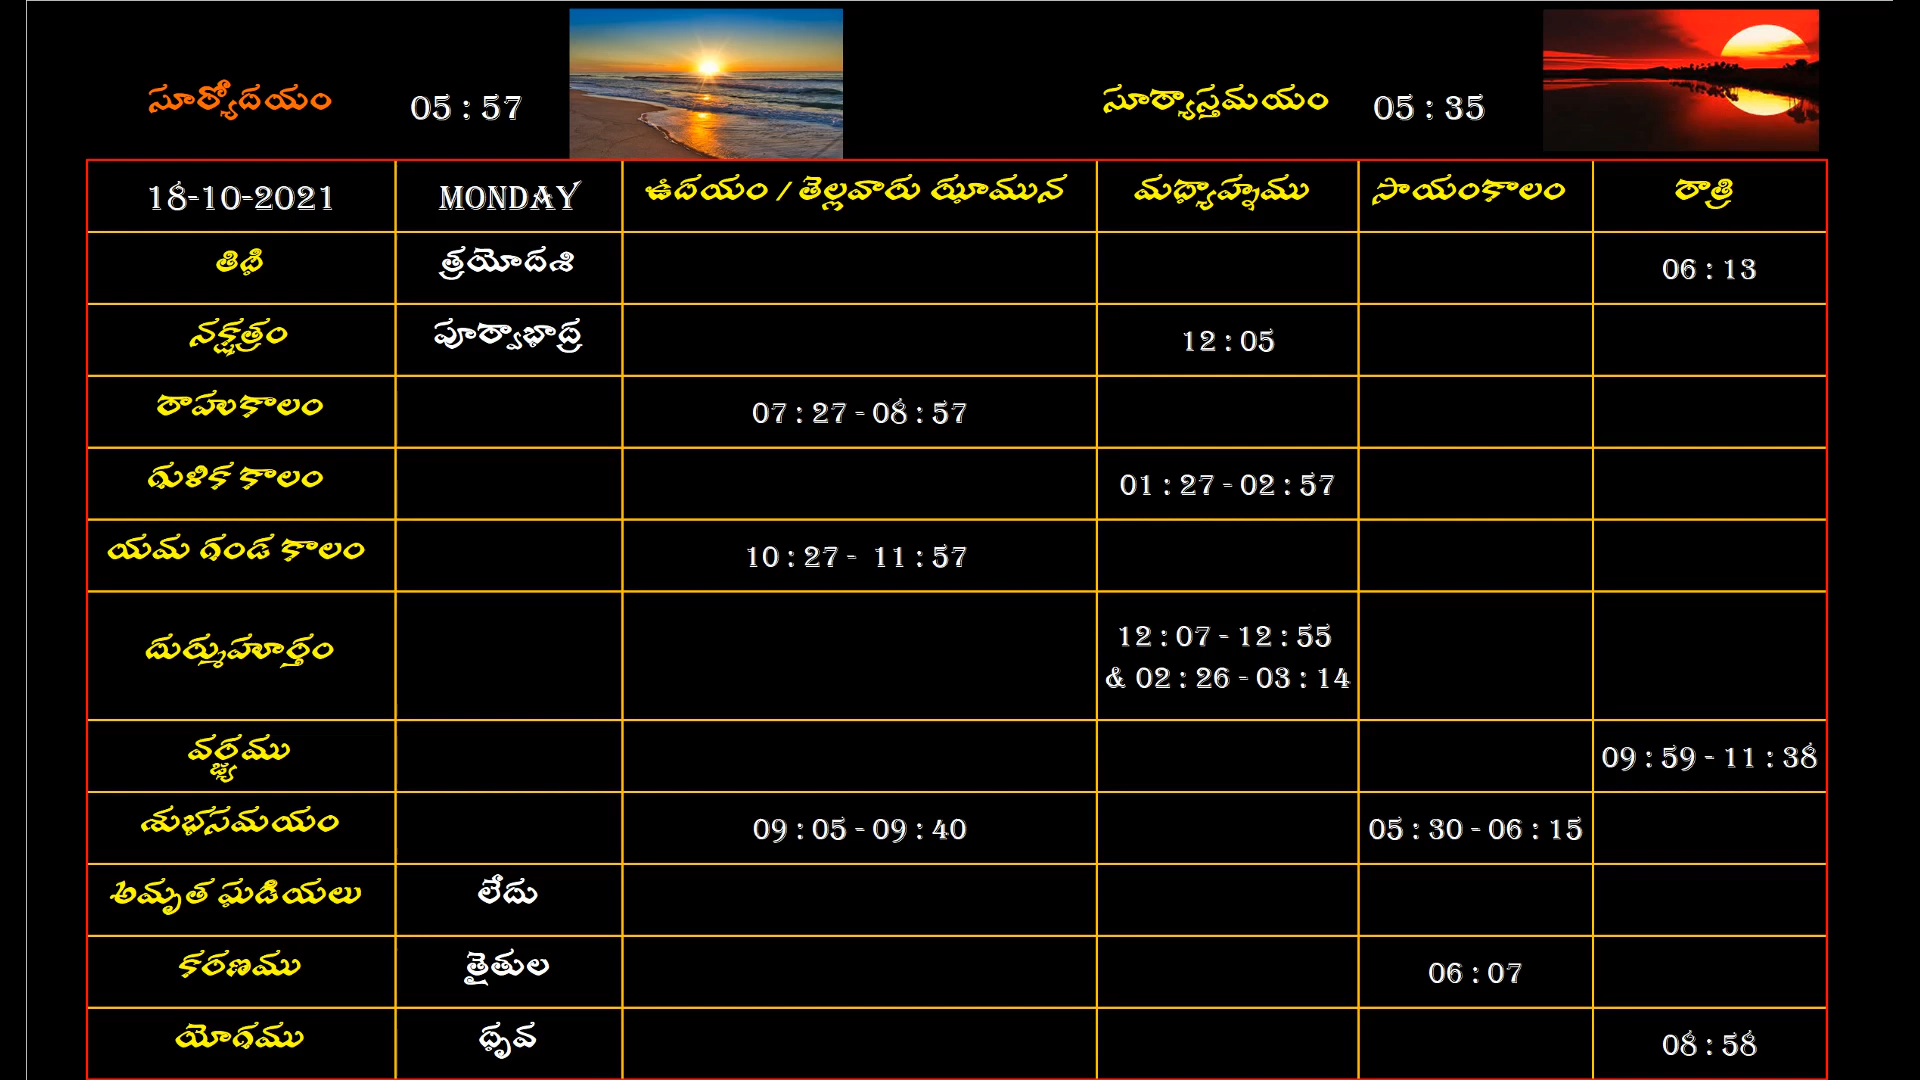 సూర్యోదయం 05 : 57 సూర్యాస్తమయం 05 : 35
18-10-2021 MONDAY ఉదయం / తెల్లవారు ఝామున మధ్యాహ్నము సాయంకాలం రాత్రి
తిథి త్రయోదశి 06 : 13
నక్షత్రం పూర్వాభాద్ర 12 : 05
రాహుకాలం 07 : 27 - 08 : 57
గుళిక కాలం 01 : 27 - 02 : 57
యమ గండ కాలం 10 : 27 - 11 : 57
దుర్ముహూర్తం 12 : 07 - 12 : 55
& 02 : 26 - 03 : 14
వర్జ్యము 09 : 59 - 11 : 38
శుభసమయం 09 : 05 - 09 : 40 05 : 30 - 06 : 15
అమృత ఘడియలు లేదు
కరణము తైతుల 06 : 07
యోగము ధృవ 08 : 58